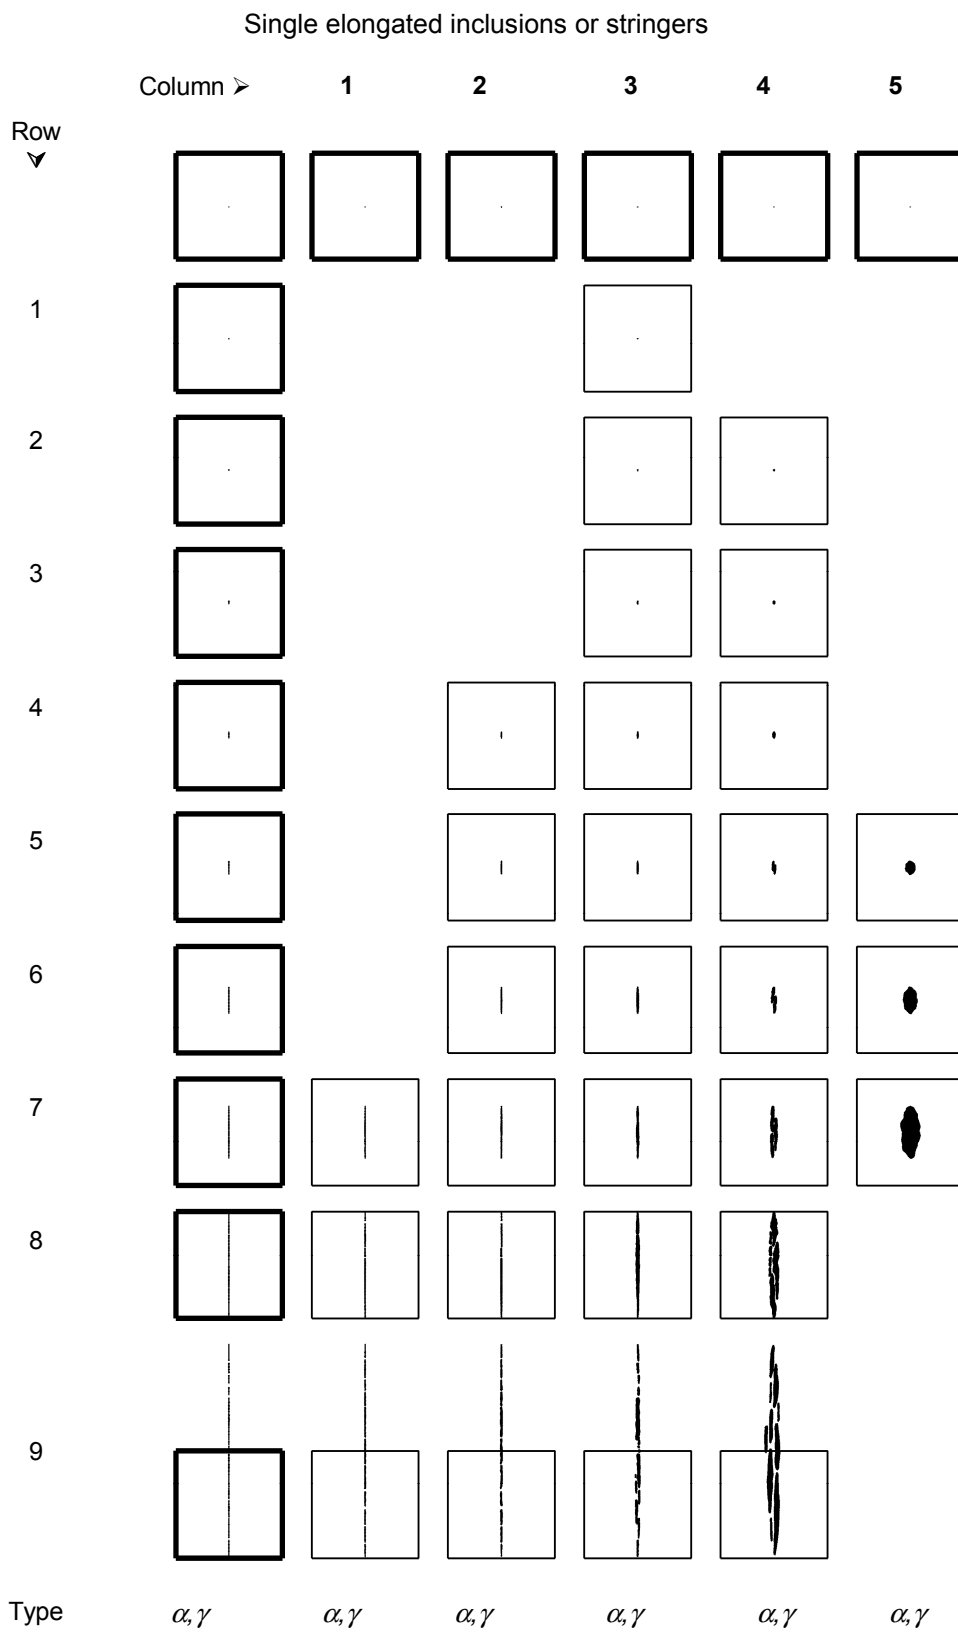 Single elongated inclusions or stringers
Column ➢ 1 2 3 4 5
Row
⮟
1
2
3
4
5
6
7
8
9
Type α,γ α,γ α,γ α,γ α,γ α,γ